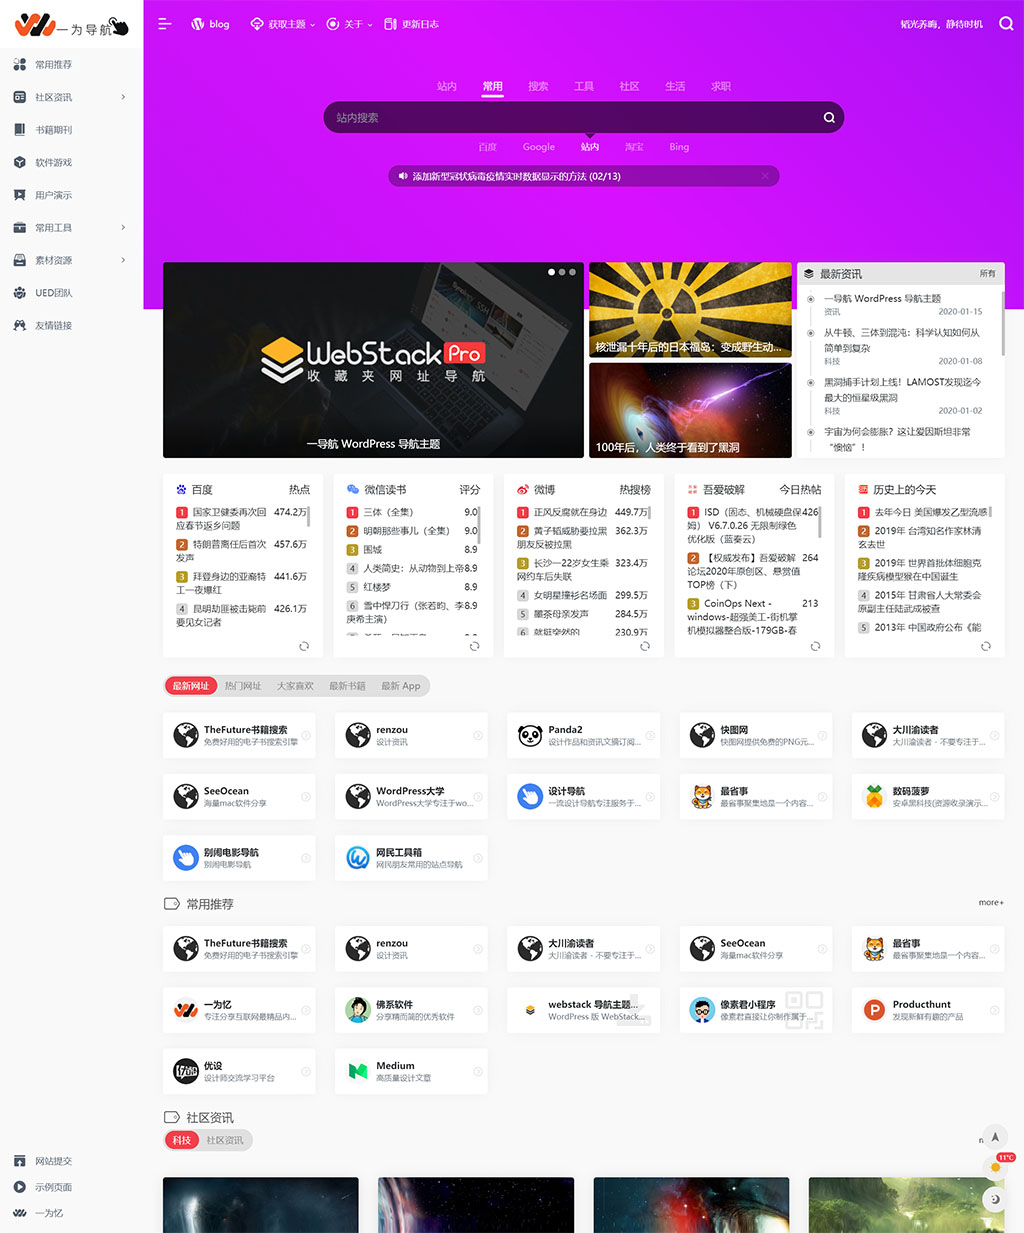 一为导航
blog
获取主题
关于
更新日志
韬光养晦，静待时机
常用推荐
社区资讯
书籍期刊
软件游戏
用户演示
常用工具
素材资源
UED团队
友情链接
站内 常用 搜索 工具 社区 生活 求职
站内搜索
百度 Google 站内 淘宝 Bing
添加新型冠状病毒疫情实时数据显示的方法 (02/13)
WebStack Pro
收藏夹网址导航
一导航 WordPress 导航主题
核泄漏十年后的日本福岛：变成野生动...
100年后，人类终于看到了黑洞
最新资讯 所有
一导航 WordPress 导航主题
资讯 2020-01-15
从牛顿、三体到混沌：科学认知如何从
简单到复杂
科技 2020-01-08
黑洞捕手计划上线！LAMOST发现迄今
最大的恒星级黑洞
科技 2020-01-02
宇宙为何会膨胀？这让爱因斯坦非常
“懊恼”！
百度 热点
1 国家卫健委再次回 474.2万
应春节返乡问题
2 特朗普离任后首次 457.6万
发声
3 拜登身边的亚裔特 441.6万
工一夜爆红
4 昆明劫匪被击毙前 426.1万
要见女记者
微信读书 评分
1 三体（全集） 9.0
2 明朝那些事儿（全集） 9.0
3 围城 8.9
4 人类简史：从动物到上帝 8.9
5 红楼梦 8.9
6 雪中悍刀行（张若昀、李 8.9
庚希主演）
微博 热搜榜
1 正风反腐就在身边 449.7万
2 黄子韬威胁要拉黑 362.3万
朋友反被拉黑
3 长沙一22岁女生乘 323.4万
网约车后失联
4 女明星撞衫名场面 299.5万
5 墨茶母亲发声 284.5万
6 就挺突然的 230.9万
吾爱破解 今日热帖
1 ISD（固态、机械硬盘保 426
姆） V6.7.0.26 无限制绿色
优化版（蓝奏云）
2 【权威发布】吾爱破解 264
论坛2020年原创区、悬赏值
TOP榜（下）
3 CoinOps Next - 213
windows-超强美工-街机掌
机模拟器整合版-179GB-春
历史上的今天
1 去年今日 美国爆发乙型流感
2 2019年 台湾知名作家林清
玄去世
3 2019年 世界首批体细胞克
隆疾病模型猴在中国诞生
4 2015年 甘肃省人大常委会
原副主任陆武成被查
5 2013年 中国政府公布《能
最新网址 热门网址 大家喜欢 最新书籍 最新 App
TheFuture书籍搜索
免费好用的电子书搜索引擎
renzou
设计资讯
Panda2
设计作品和资讯文摘订阅...
快图网
快图网提供免费的PNG元...
大川渝读者
大川渝读者 - 不要专注于...
SeeOcean
海量mac软件分享
WordPress大学
WordPress大学专注于wo...
设计导航
一流设计导航专注服务于...
最省事
最省事聚集地是一个内容...
数码菠萝
安卓黑科技(资源收录演示...
别闹电影导航
别闹电影导航
网民工具箱
网民朋友常用的站点导航
常用推荐 more+
TheFuture书籍搜索
免费好用的电子书搜索引擎
renzou
设计资讯
大川渝读者
大川渝读者 - 不要专注于...
SeeOcean
海量mac软件分享
最省事
最省事聚集地是一个内容...
一为忆
专注分享互联网最精品内...
佛系软件
分享精而简的优秀软件
webstack 导航主题...
WordPress 版 WebStack...
像素君小程序
像素君直接让你制作属于...
Producthunt
发现新鲜有趣的产品
优设
设计师交流学习平台
Medium
高质量设计文章
社区资讯
科技 社区资讯
11°C
网站提交
示例页面
一为忆